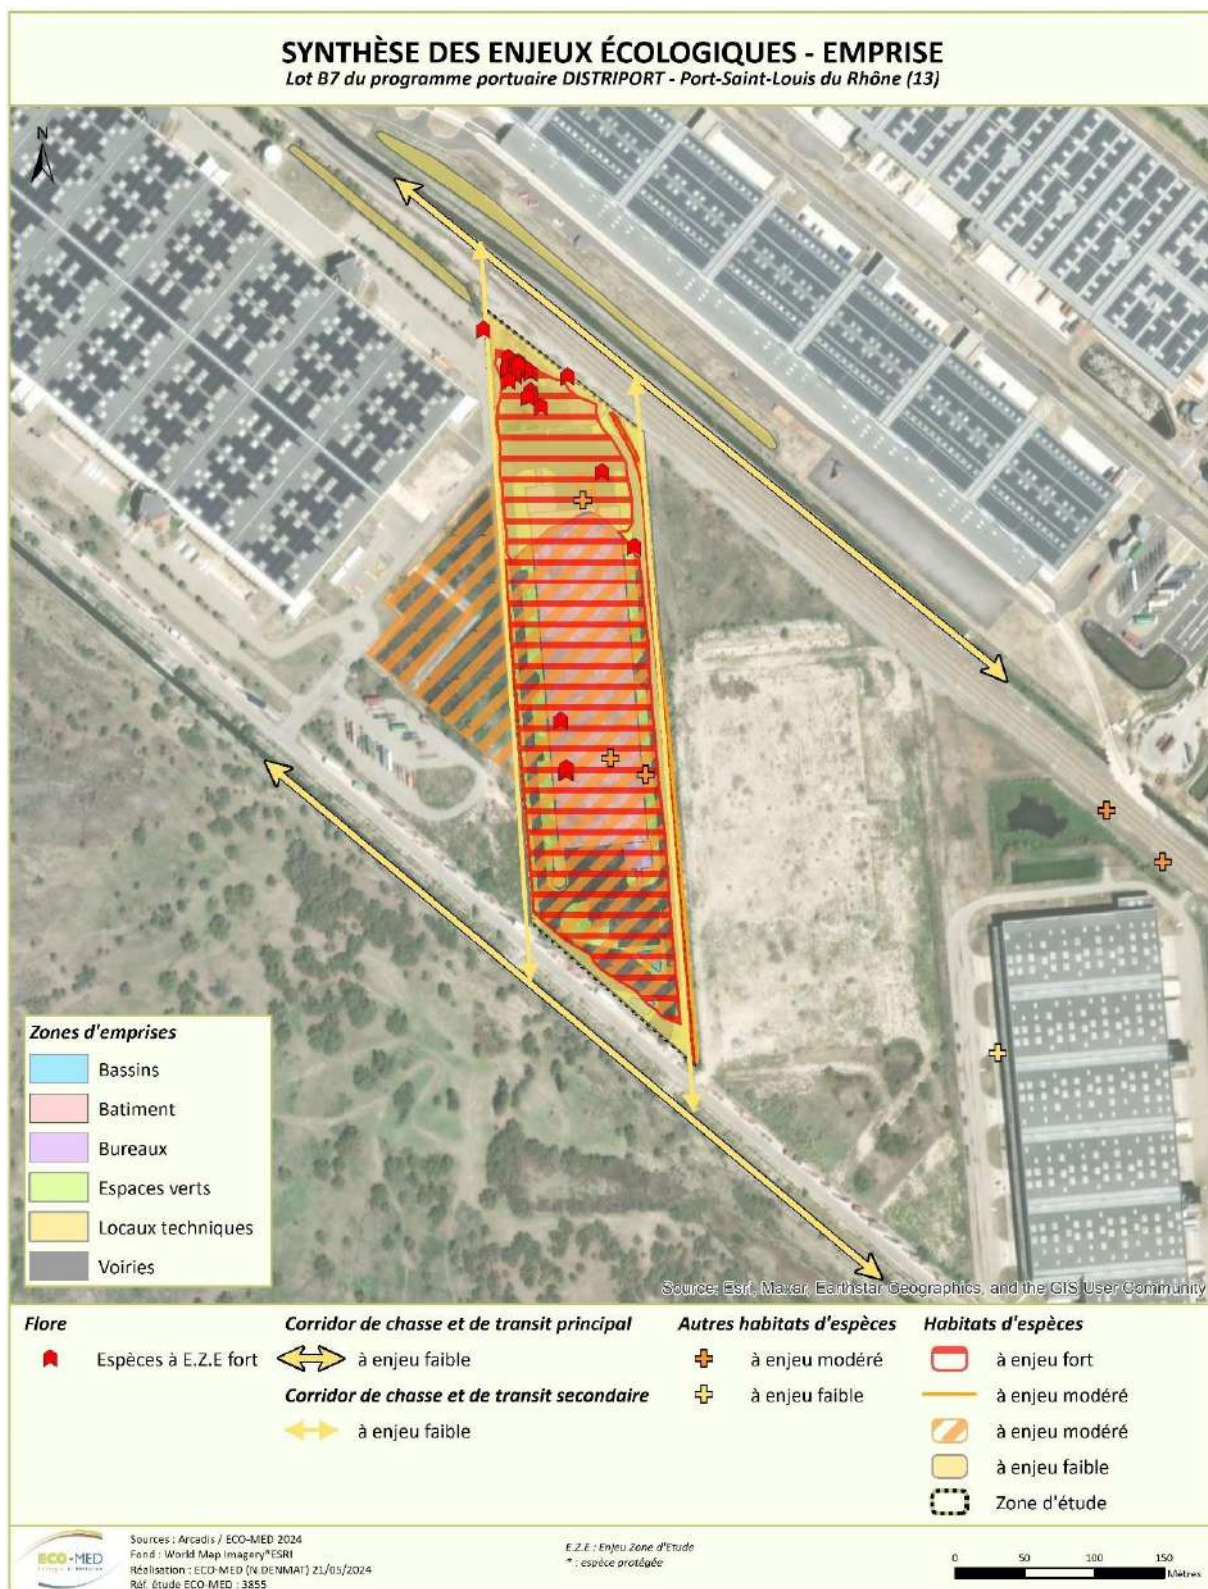 SYNTHÈSE DES ENJEUX ÉCOLOGIQUES - EMPRISE
Lot B7 du programme portuaire DISTRIPORT - Port-Saint-Louis du Rhône (13)
N
Zones d'emprises
Bassins
Batiment
Bureaux
Espaces verts
Locaux techniques
Voiries
Source: Esri, Maxar, Earthstar Geographics, and the GIS User Community
Flore
Espèces à E.Z.E fort
Corridor de chasse et de transit principal
à enjeu faible
Corridor de chasse et de transit secondaire
à enjeu faible
Autres habitats d'espèces
à enjeu modéré
à enjeu faible
Habitats d'espèces
à enjeu fort
à enjeu modéré
à enjeu modéré
à enjeu faible
Zone d'étude
ECO-MED
Sources : Arcadis / ECO-MED 2024
Fond : World Map Imagery®ESRI
Réalisation : ECO-MED (N.DENMAT) 21/05/2024
Réf. étude ECO-MED : 3855
E.Z.E : Enjeu Zone d'Etude
* : espèce protégée
0 50 100 150
Mètres